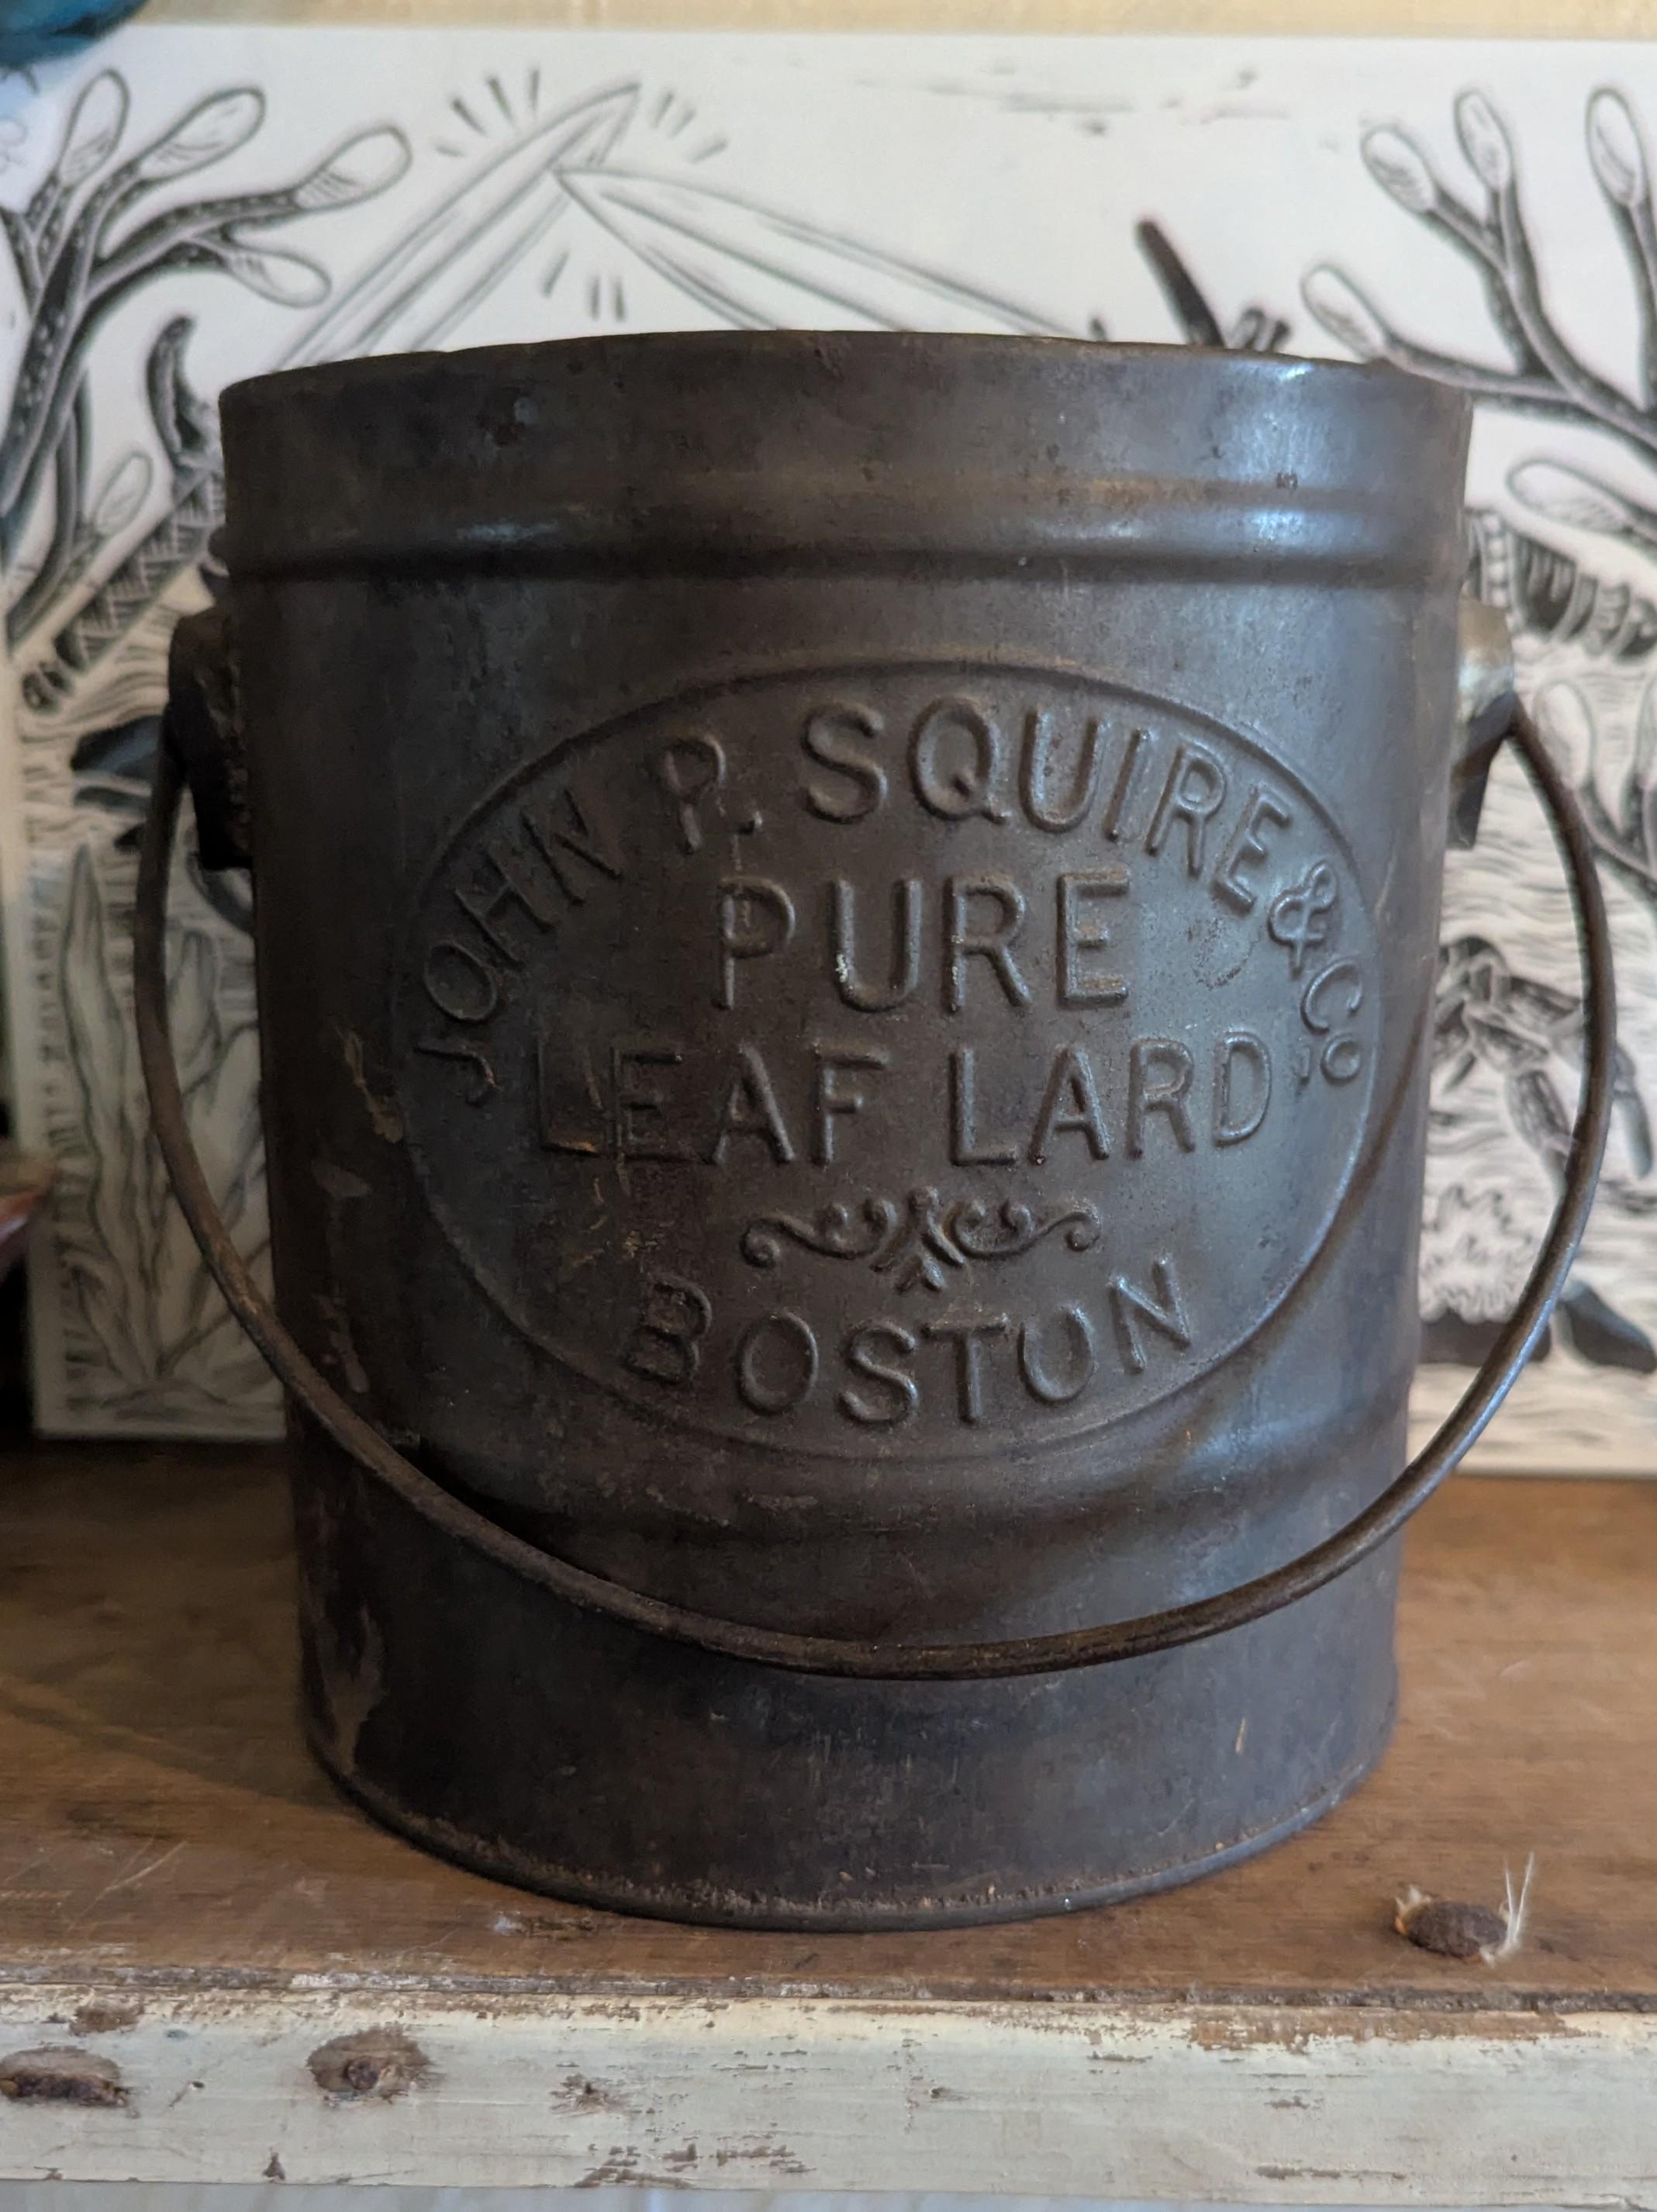 JOHN P. SQUIRE & CO
PURE
LEAF LARD
BOSTON